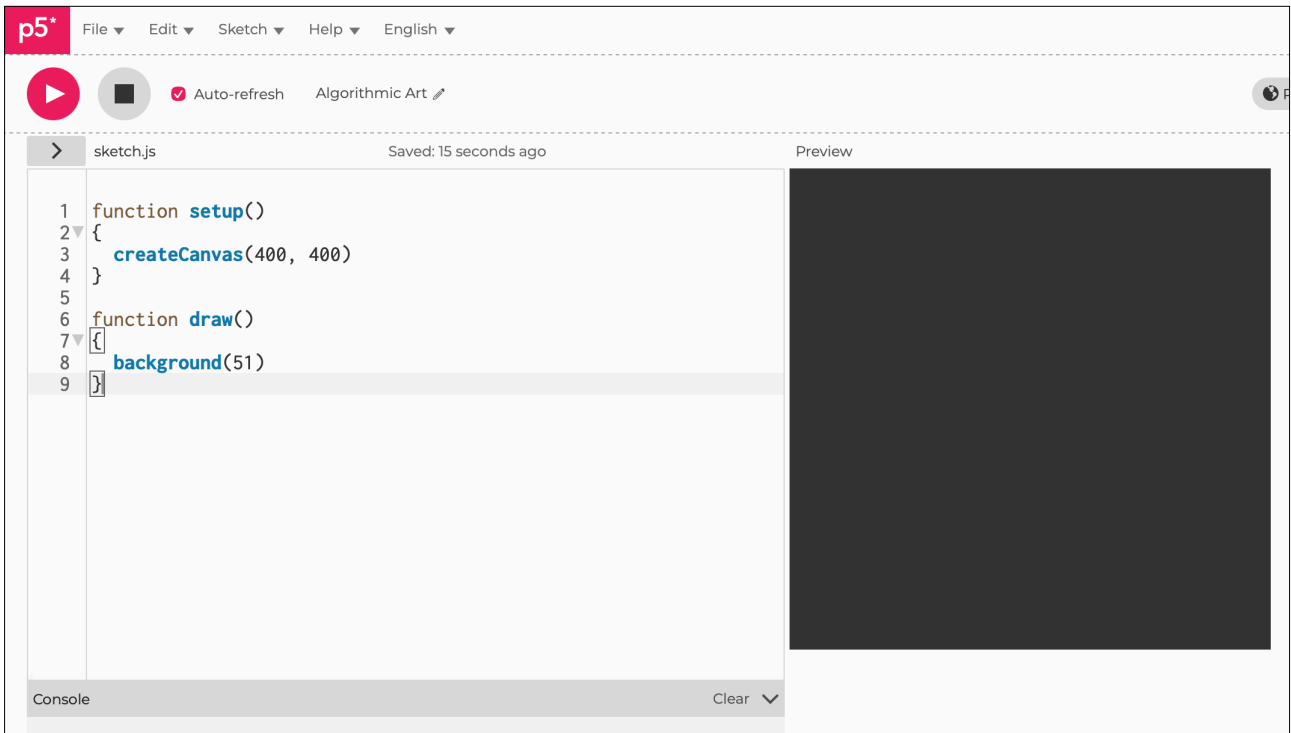 p5* File Edit Sketch Help English
Auto-refresh Algorithmic Art
sketch.js Saved: 15 seconds ago Preview
1 function setup()
2 {
3 createCanvas(400, 400)
4 }
5
6 function draw()
7 {
8 background(51)
9 }
Console Clear